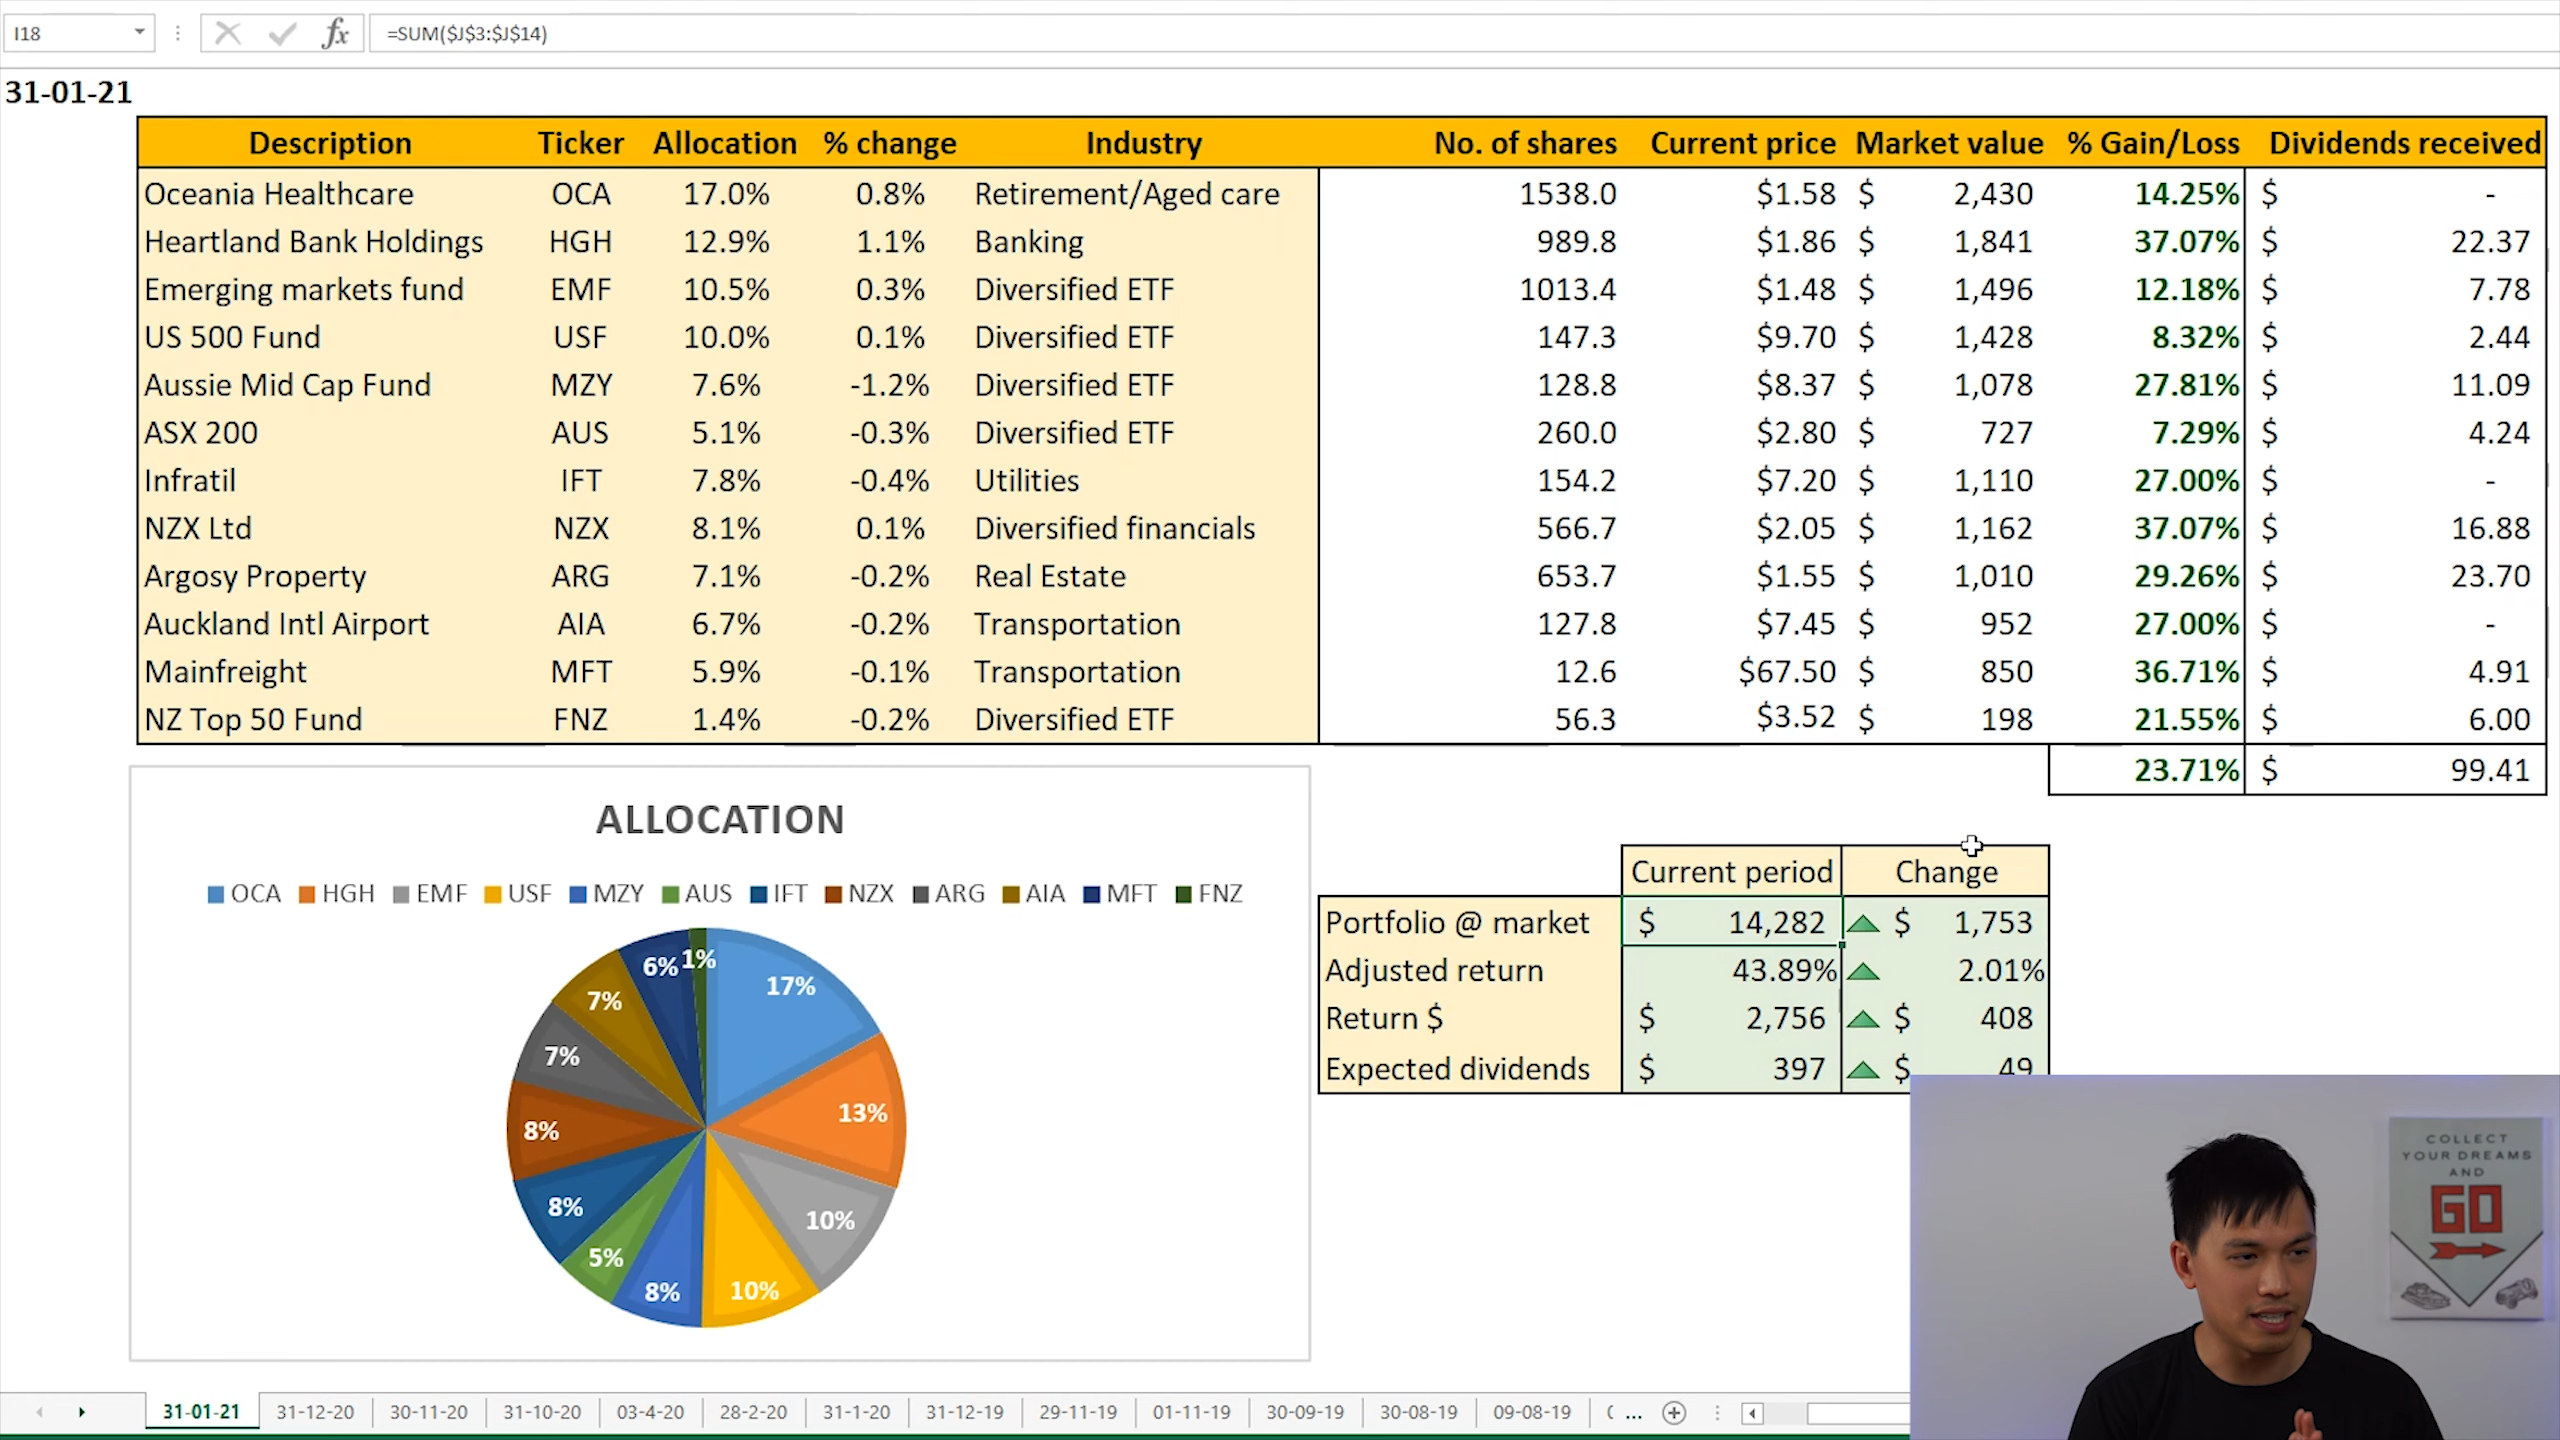 I18 fx =SUM($J$3:$J$14)
31-01-21
Description Ticker Allocation % change Industry No. of shares Current price Market value % Gain/Loss Dividends received
Oceania Healthcare OCA 17.0% 0.8% Retirement/Aged care 1538.0 $1.58 $ 2,430 14.25% $ -
Heartland Bank Holdings HGH 12.9% 1.1% Banking 989.8 $1.86 $ 1,841 37.07% $ 22.37
Emerging markets fund EMF 10.5% 0.3% Diversified ETF 1013.4 $1.48 $ 1,496 12.18% $ 7.78
US 500 Fund USF 10.0% 0.1% Diversified ETF 147.3 $9.70 $ 1,428 8.32% $ 2.44
Aussie Mid Cap Fund MZY 7.6% -1.2% Diversified ETF 128.8 $8.37 $ 1,078 27.81% $ 11.09
ASX 200 AUS 5.1% -0.3% Diversified ETF 260.0 $2.80 $ 727 7.29% $ 4.24
Infratil IFT 7.8% -0.4% Utilities 154.2 $7.20 $ 1,110 27.00% $ -
NZX Ltd NZX 8.1% 0.1% Diversified financials 566.7 $2.05 $ 1,162 37.07% $ 16.88
Argosy Property ARG 7.1% -0.2% Real Estate 653.7 $1.55 $ 1,010 29.26% $ 23.70
Auckland Intl Airport AIA 6.7% -0.2% Transportation 127.8 $7.45 $ 952 27.00% $ -
Mainfreight MFT 5.9% -0.1% Transportation 12.6 $67.50 $ 850 36.71% $ 4.91
NZ Top 50 Fund FNZ 1.4% -0.2% Diversified ETF 56.3 $3.52 $ 198 21.55% $ 6.00
23.71% $ 99.41
ALLOCATION
OCA HGH EMF USF MZY AUS IFT NZX ARG AIA MFT FNZ
17%
13%
10%
10%
8%
5%
8%
8%
7%
7%
6%
1%
Current period Change
Portfolio @ market $ 14,282 $ 1,753
Adjusted return 43.89% 2.01%
Return $ $ 2,756 $ 408
Expected dividends $ 397 $ 49
COLLECT
YOUR DREAMS
AND
GO
31-01-21 31-12-20 30-11-20 31-10-20 03-4-20 28-2-20 31-1-20 31-12-19 29-11-19 01-11-19 30-09-19 30-08-19 09-08-19 ...